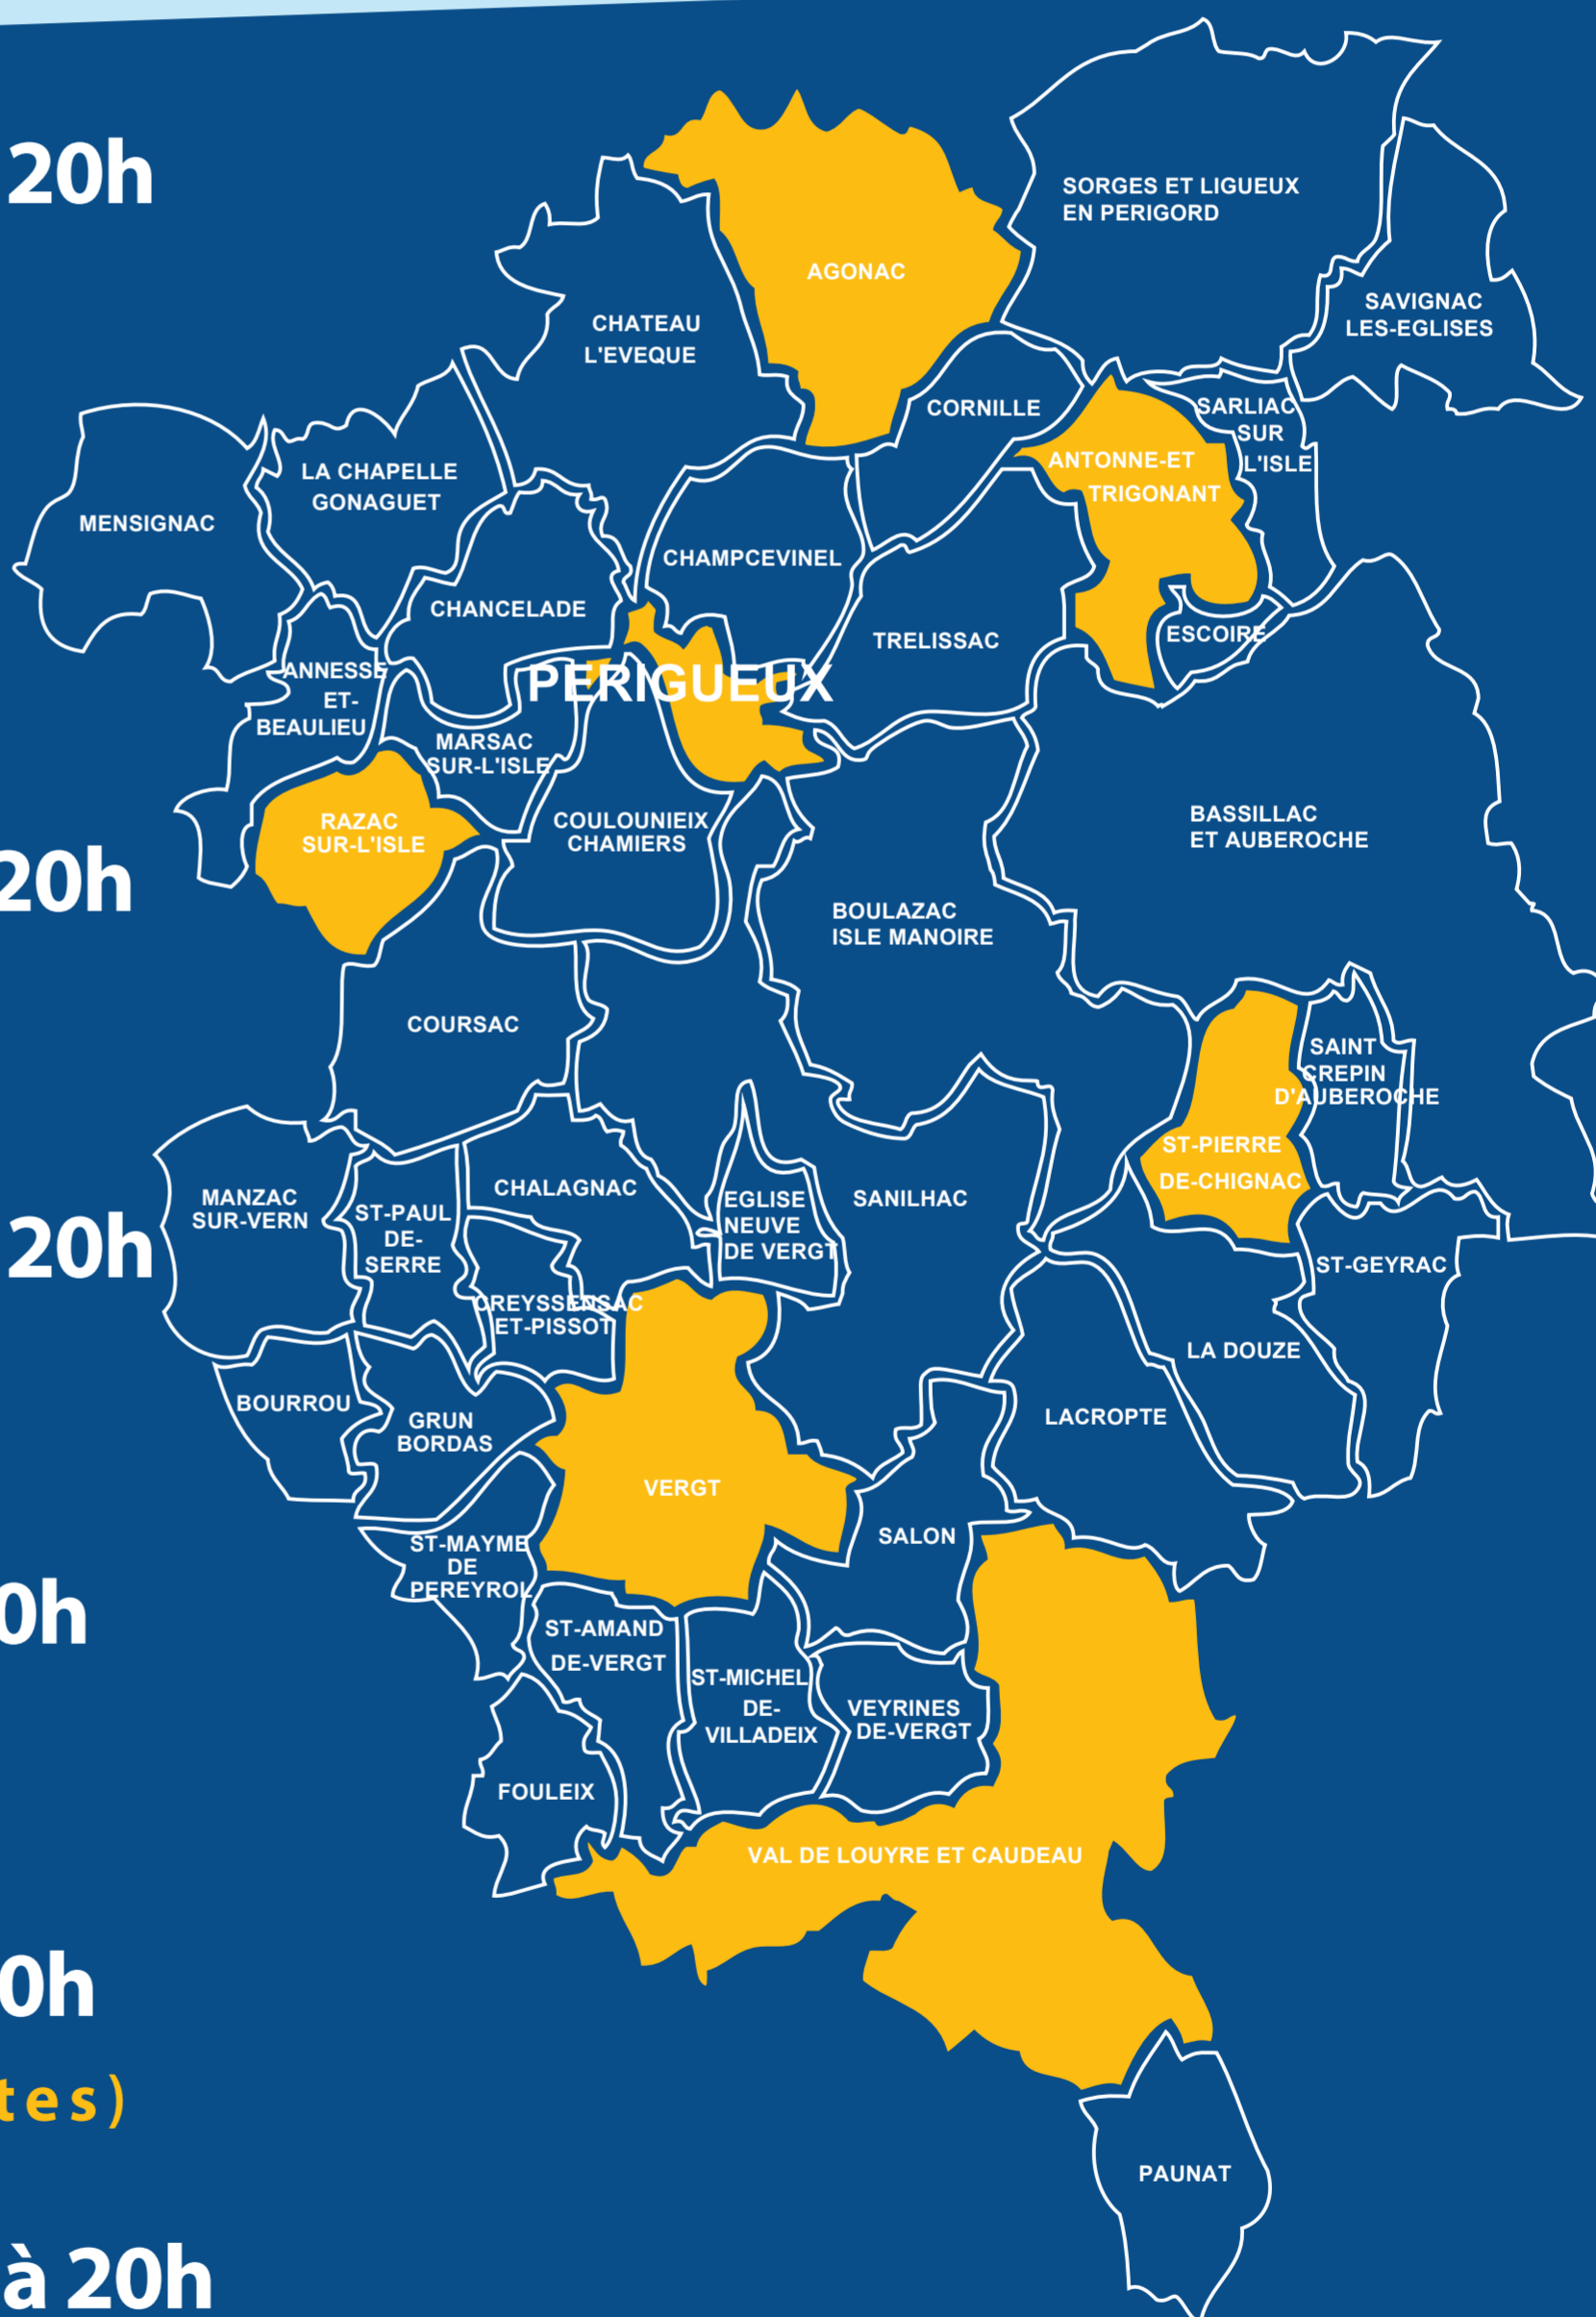 20h
SORGES ET LIGUEUX
EN PERIGORD
AGONAC
SAVIGNAC
LES-EGLISES
CHATEAU
L'EVEQUE
CORNILLE
SARLIAC
SUR
L'ISLE
ANTONNE-ET
TRIGONANT
LA CHAPELLE
GONAGUET
MENSIGNAC
CHAMPCEVINEL
CHANCELADE
TRELISSAC
ESCOIRE
ANNESSE
ET-
BEAULIEU
PERIGUEUX
MARSAC
SUR-L'ISLE
RAZAC
SUR-L'ISLE
COULOUNIEIX
CHAMIERS
BASSILLAC
ET AUBEROCHE
20h
BOULAZAC
ISLE MANOIRE
COURSAC
SAINT
CREPIN
D'AUBEROCHE
ST-PIERRE
DE-CHIGNAC
MANZAC
SUR-VERN
ST-PAUL
DE-
SERRE
CHALAGNAC
EGLISE
NEUVE
DE VERGT
SANILHAC
20h
ST-GEYRAC
CREYSSENSAC
ET-PISSOT
LA DOUZE
BOURROU
GRUN
BORDAS
LACROPTE
VERGT
SALON
ST-MAYME
DE
PEREYROL
0h
ST-AMAND
DE-VERGT
ST-MICHEL
DE-
VILLADEIX
VEYRINES
DE-VERGT
FOULEIX
VAL DE LOUYRE ET CAUDEAU
0h
tes)
PAUNAT
à 20h